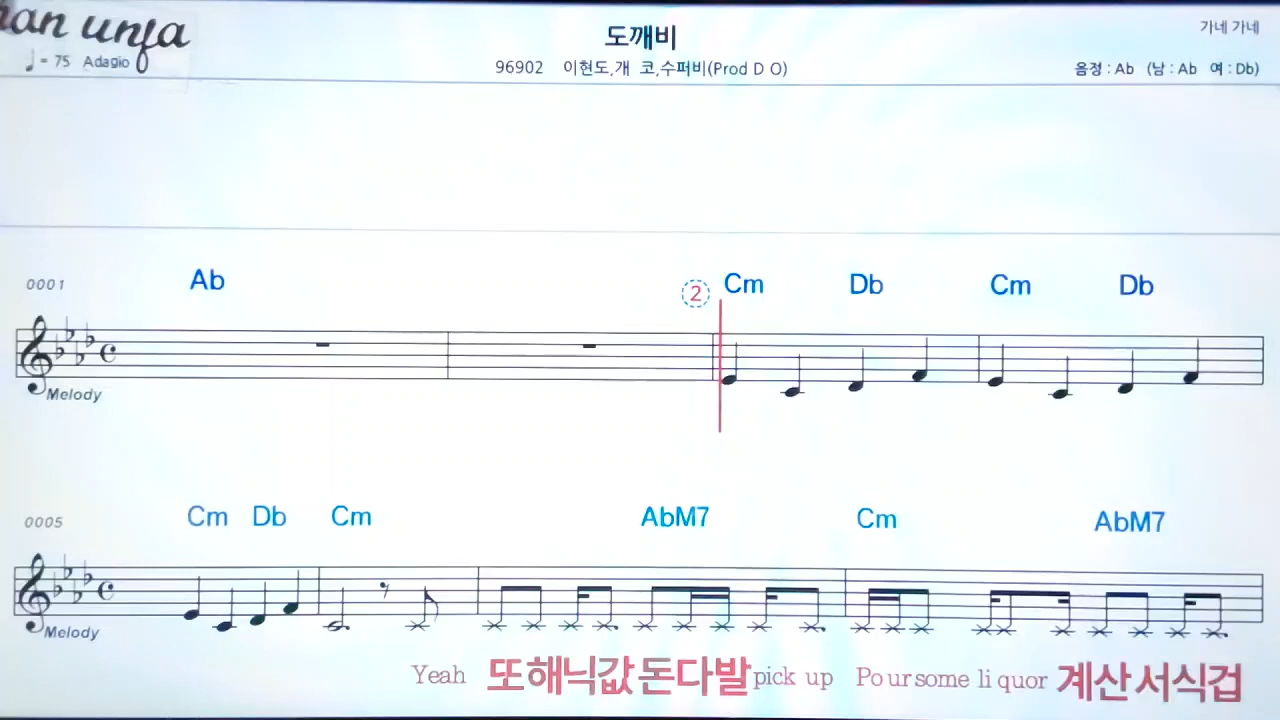 han unfa
♩= 75 Adagio
도깨비
가네 가네
96902 이현도,개 코,수퍼비(Prod D O)
음정 : Ab (남 : Ab 여 : Db)
0001 Ab ② Cm Db Cm Db
Melody
0005 Cm Db Cm AbM7 Cm AbM7
Melody
Yeah 또해닉값돈다발 pick up Pour some li quor 계산서식겁